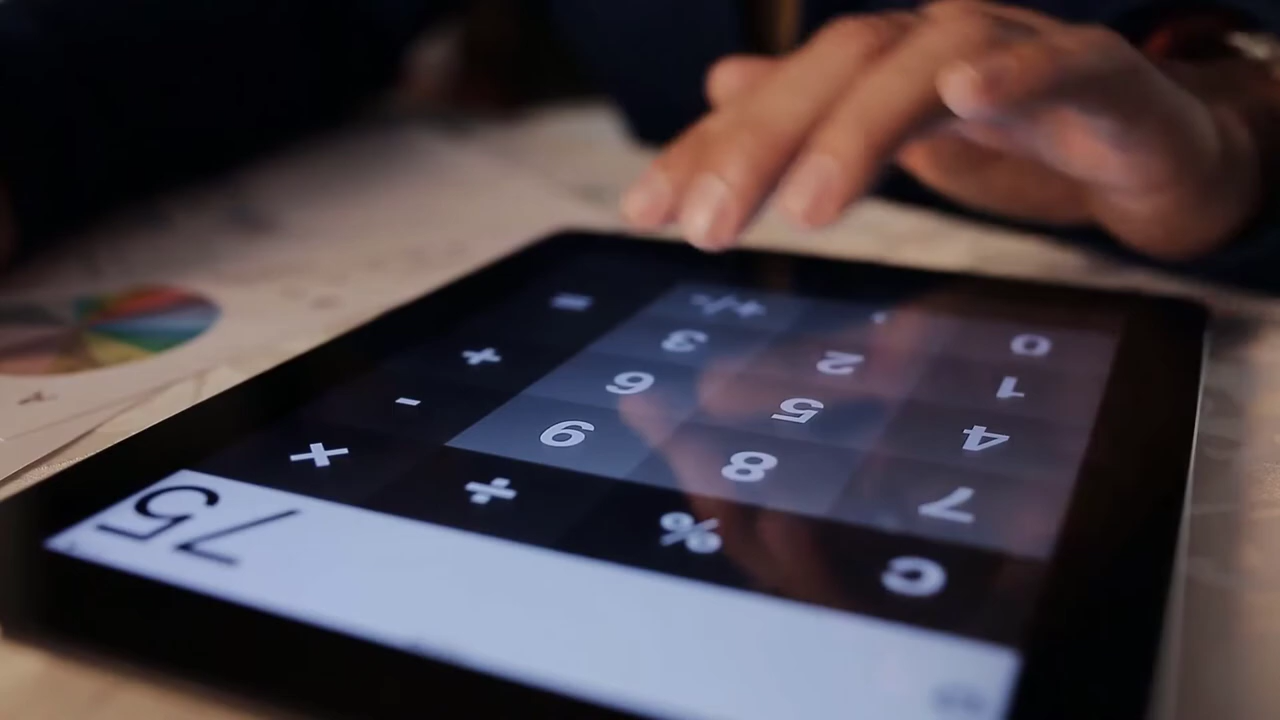 75
C % ÷ ×
7 8 9 -
4 5 6 +
1 2 3 =
0 . +/-